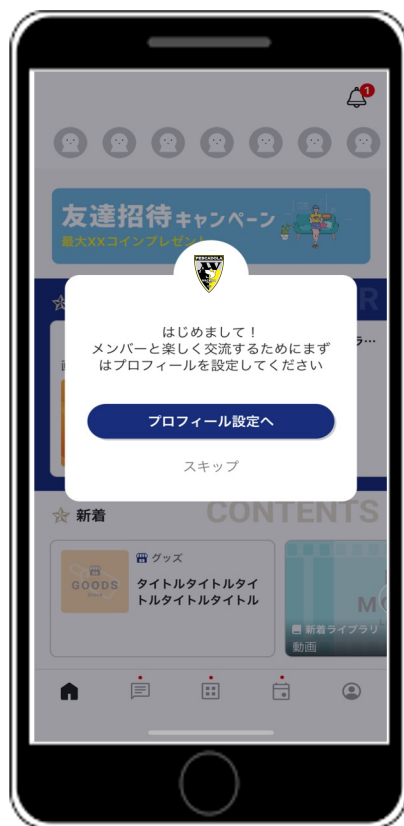 1
友達招待キャンペーン
最大XXコインプレゼント
PESCADOLA
R
はじめまして！
メンバーと楽しく交流するためにまず
はプロフィールを設定してください
プロフィール設定へ
スキップ
新着
CONTENTS
グッズ
GOODS
タイトルタイトルタイ
トルタイトルタイトル
新着ライブラリ
動画